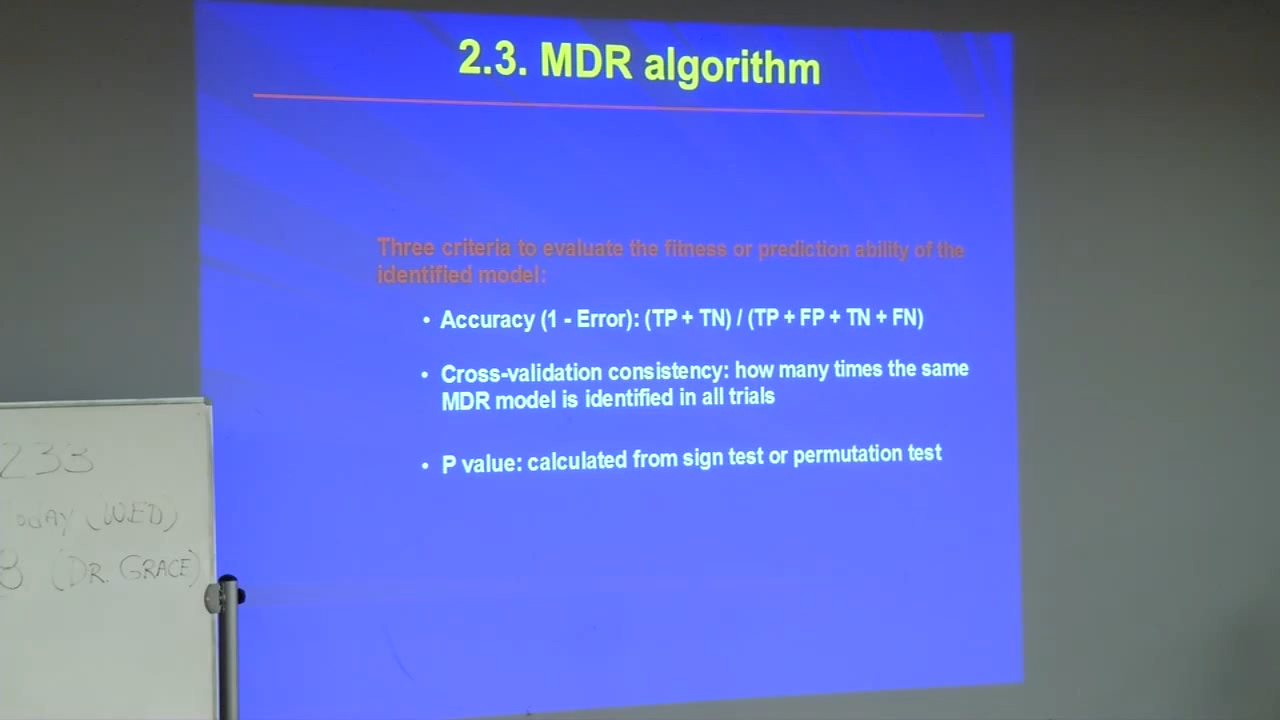 2.3. MDR algorithm
Three criteria to evaluate the fitness or prediction ability of the
identified model:
• Accuracy (1 - Error): (TP + TN) / (TP + FP + TN + FN)
• Cross-validation consistency: how many times the same
MDR model is identified in all trials
• P value: calculated from sign test or permutation test
233
(WED)
(DR. GRACE)